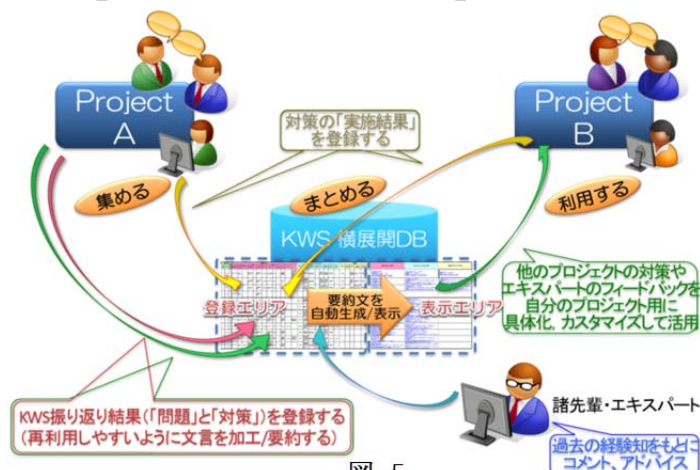 Project
A
Project
B
対策の「実施結果」
を登録する
集める
まとめる
利用する
KWS 横展開DB
登録エリア
要約文を
自動生成/表示
表示エリア
他のプロジェクトの対策や
エキスパートのフィードバックを
自分のプロジェクト用に
具体化，カスタマイズして活用
KWS振り返り結果(「問題」と「対策」)を登録する
(再利用しやすいように文言を加工/要約する)
諸先輩・エキスパート
過去の経験知をもとに
コメント、アドバイス